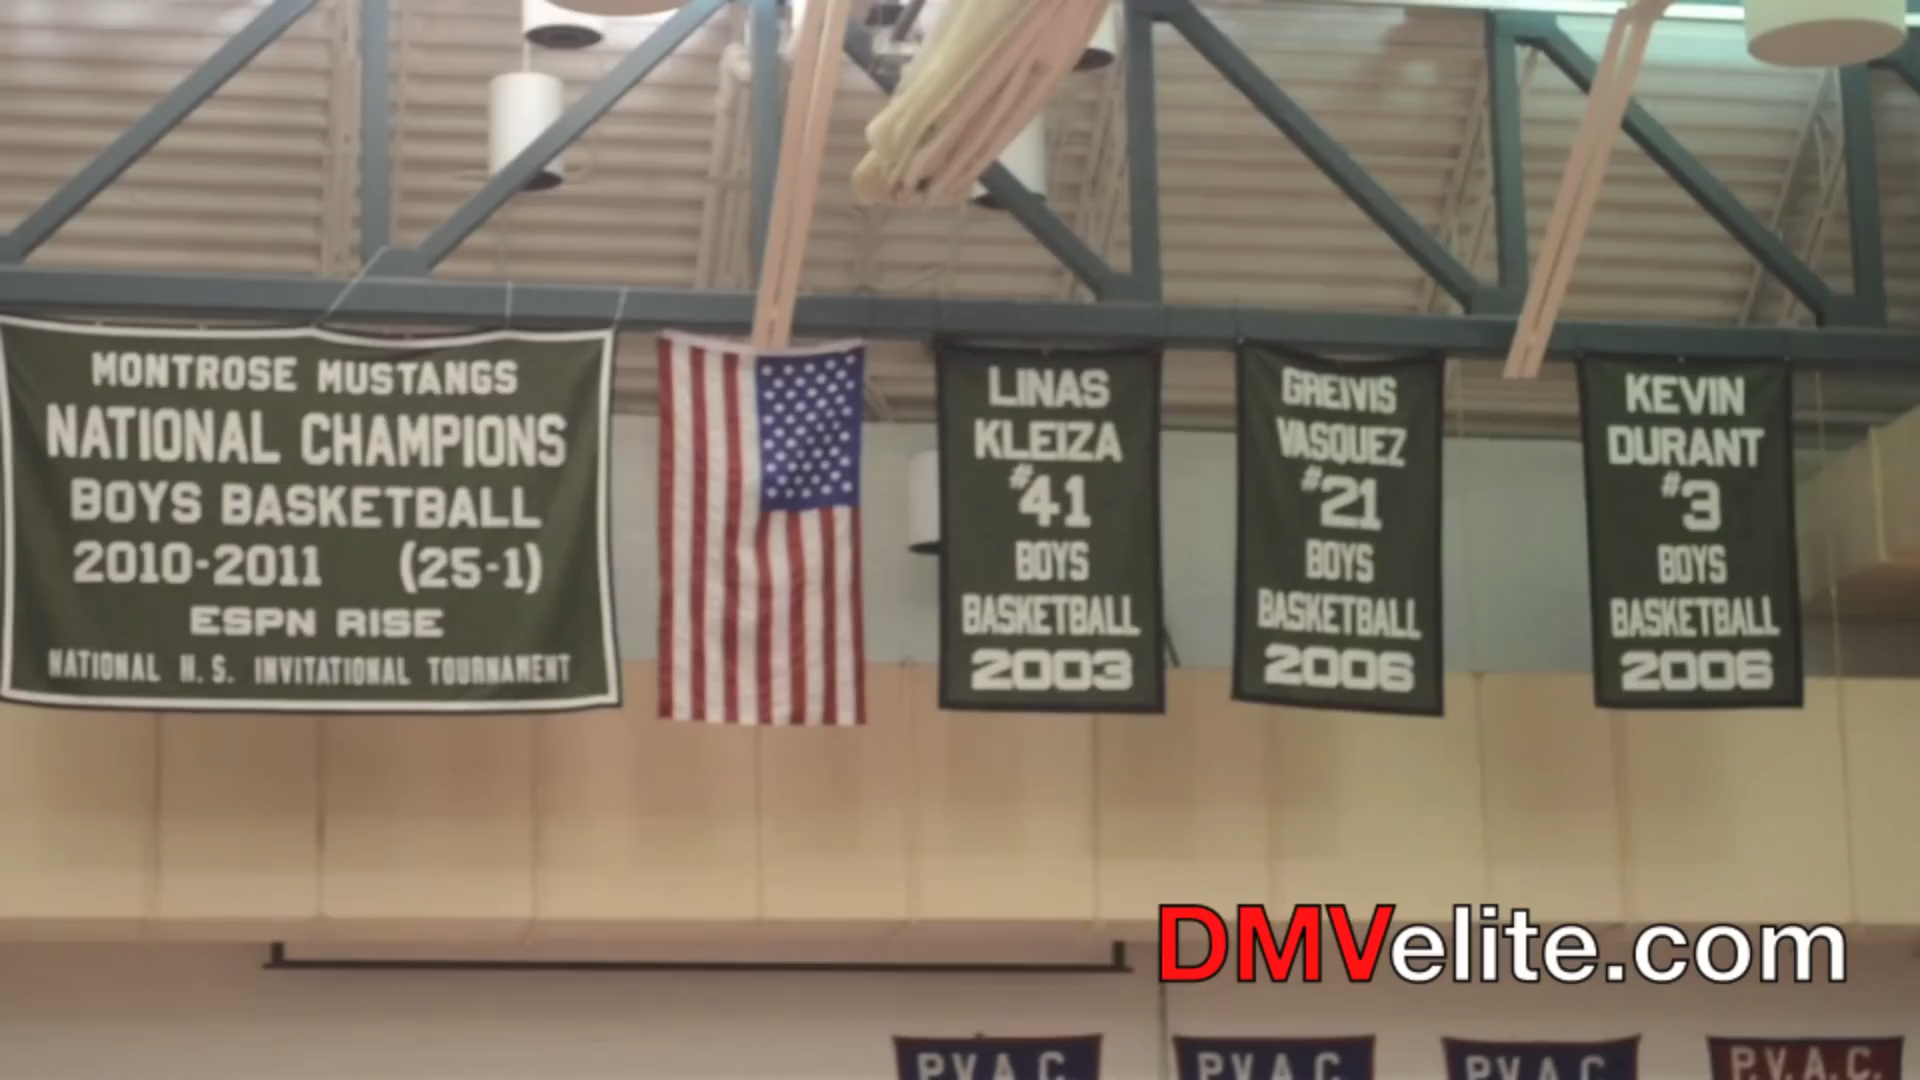 MONTROSE MUSTANGS
NATIONAL CHAMPIONS
BOYS BASKETBALL
2010-2011 (25-1)
ESPN RISE
NATIONAL H.S. INVITATIONAL TOURNAMENT
LINAS
KLEIZA
#41
BOYS
BASKETBALL
2003
GREIVIS
VASQUEZ
#21
BOYS
BASKETBALL
2006
KEVIN
DURANT
#3
BOYS
BASKETBALL
2006
DMVelite.com
P.V.A.C.
P.V.A.C.
P.V.A.C.
P.V.A.C.